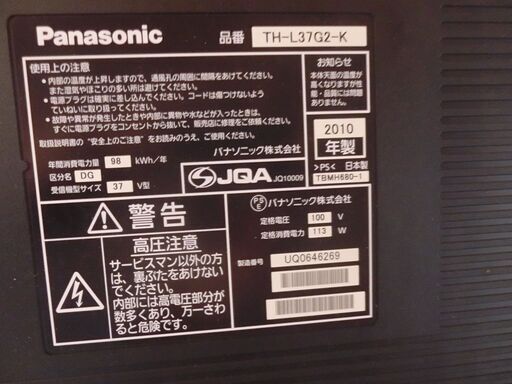 Panasonic
品番 TH-L37G2-K
使用上の注意
• 内部の温度が上昇しますので、通風孔の周囲に間隔をあけてください。
また湿気やほこりの多い所は避けてください。
• 電源プラグは確実に差し込んでください。コードは傷つけないよう
ていねいに取り扱ってください。
• 故障や異常が発生したときや内部に異物や水などが入ったときは、
すぐに電源プラグをコンセントから抜いて、販売店に修理をご依頼ください。
取扱説明書の“安全上のご注意”をお読みのうえ、ご使用ください。
パナソニック株式会社
お知らせ
本体天面の温度が
高くなりますが性
能・品質には問題
ありません。
2010
年製
>PS< 日本製
TBMH680-1
年間消費電力量 98 kWh/年
区分名 DG
受信機型サイズ 37 V型
JQA JQ10009
警告
高圧注意
サービスマン以外の方
は、裏ぶたをあけないで
ください。
内部には高電圧部分が
数多くあり、万一さわ
ると危険です。
PS
E
パナソニック株式会社
定格電圧 100 V
定格消費電力 113 W
製造番号 UQ0646269